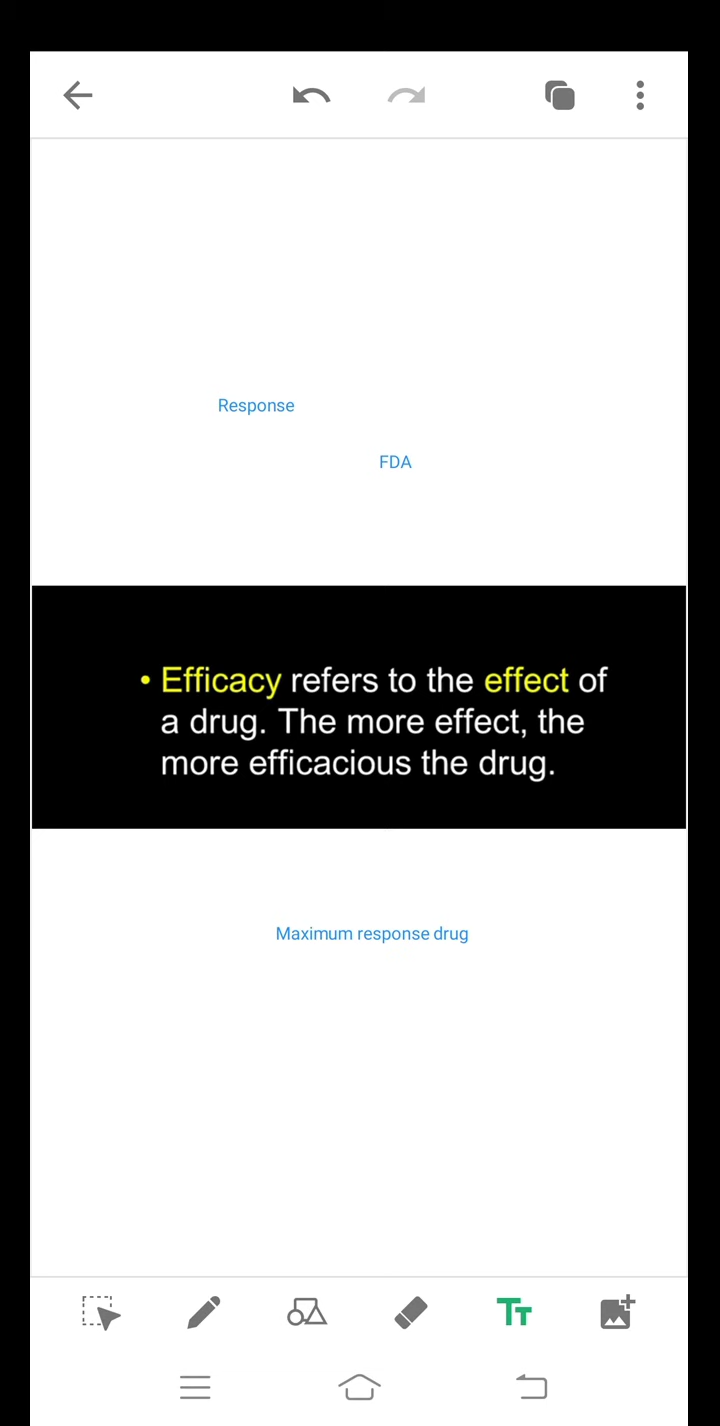 Response
FDA
• Efficacy refers to the effect of
a drug. The more effect, the
more efficacious the drug.
Maximum response drug